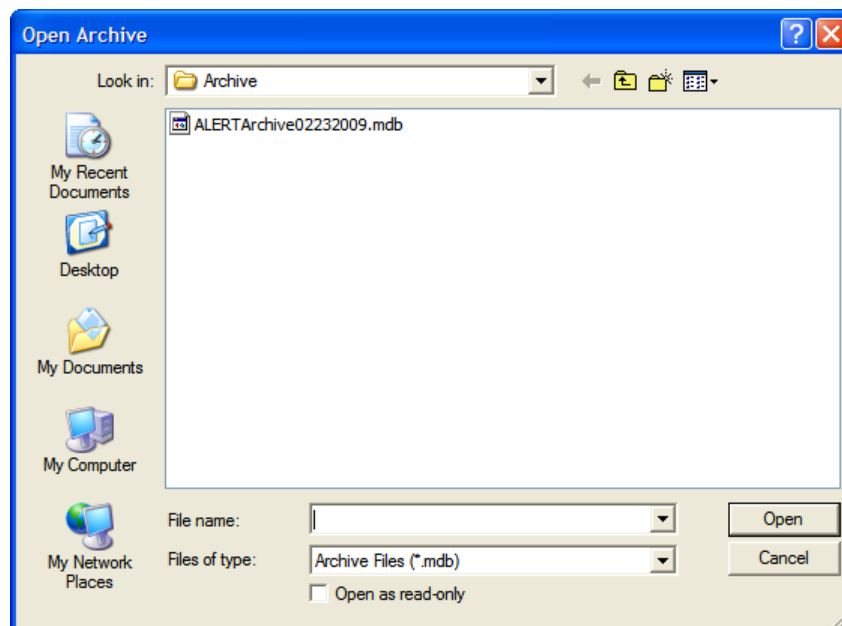 Open Archive
Look in:
Archive
ALERTArchive02232009.mdb
My Recent
Documents
Desktop
My Documents
My Computer
My Network
Places
File name:
Open
Files of type:
Archive Files (*.mdb)
Cancel
Open as read-only